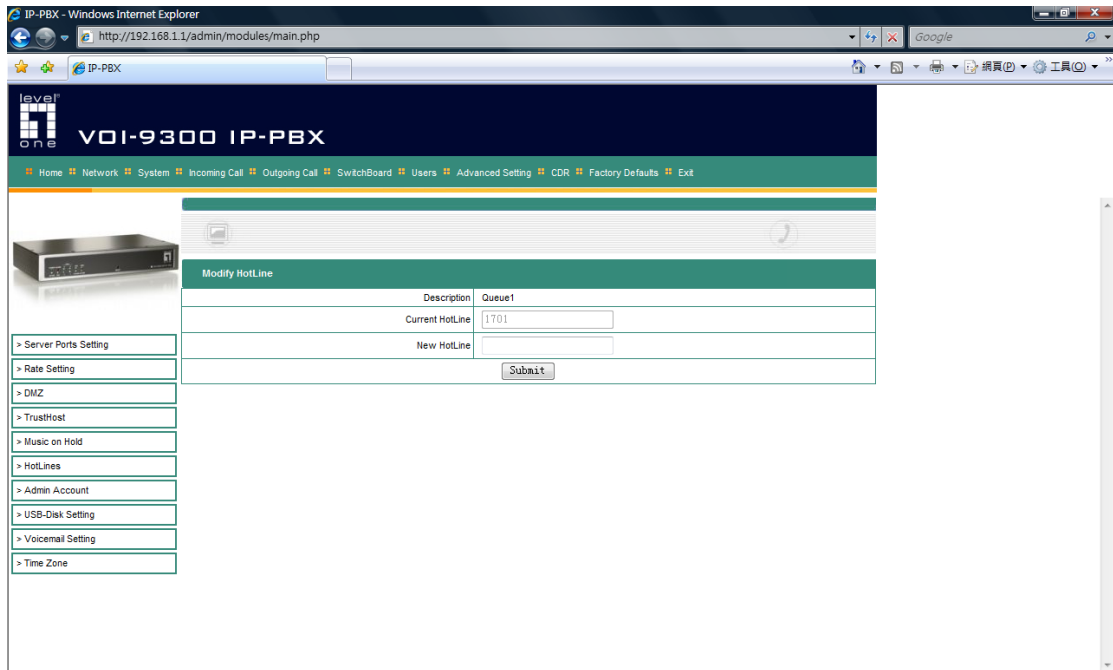 IP-PBX - Windows Internet Explorer
http://192.168.1.1/admin/modules/main.php
Google
IP-PBX
網頁(P)
工具(O)
level
one
VOI-9300 IP-PBX
Home Network System Incoming Call Outgoing Call SwitchBoard Users Advanced Setting CDR Factory Defaults Exit
Modify HotLine
Description Queue1
Current HotLine 1701
New HotLine
Submit
> Server Ports Setting
> Rate Setting
> DMZ
> TrustHost
> Music on Hold
> HotLines
> Admin Account
> USB-Disk Setting
> Voicemail Setting
> Time Zone